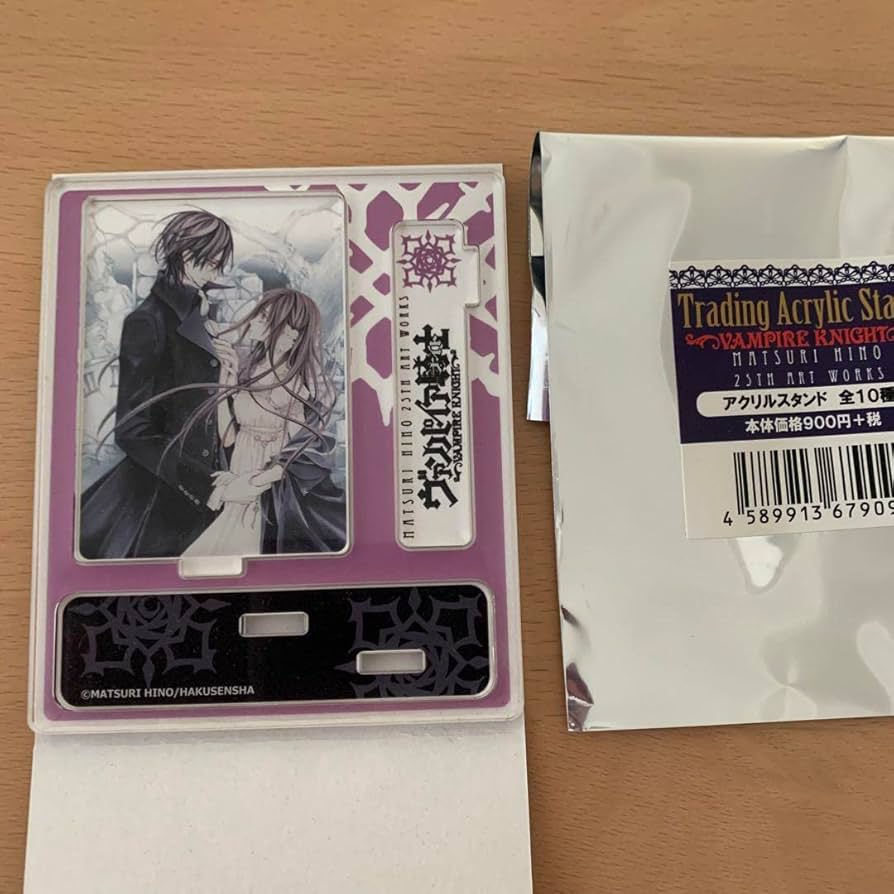 MATSURI HINO 25TH ART WORKS
ヴァンパイア騎士
VAMPIRE KNIGHT
©MATSURI HINO/HAKUSENSHA
Trading Acrylic Sta
VAMPIRE KNIGHT
MATSURI HINO
25TH ART WORKS
アクリルスタンド 全10種
本体価格900円+税
4 589913 67909